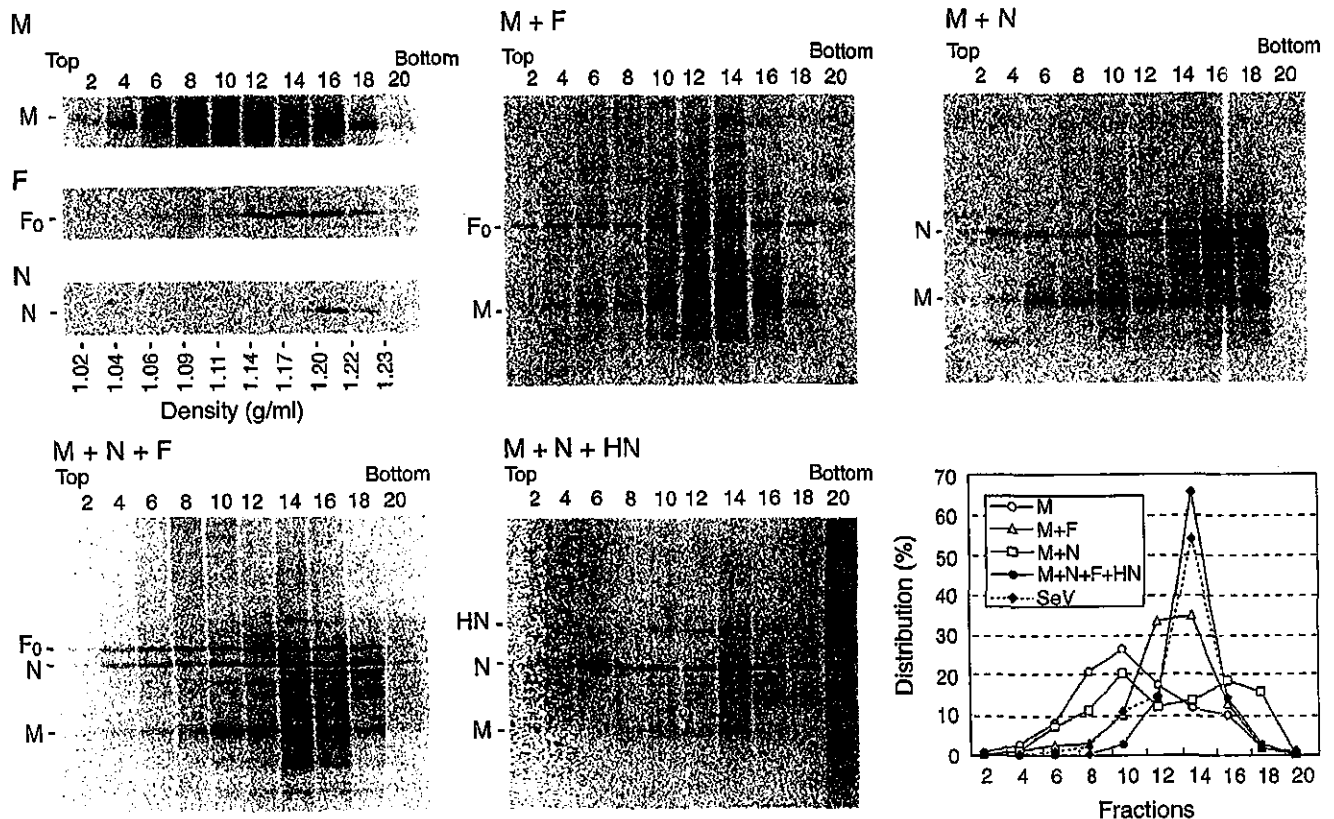 M
Top Bottom
2 4 6 8 10 12 14 16 18 20
M -
F
F0 -
N
N -
1.02 - 1.04 - 1.06 - 1.09 - 1.11 - 1.14 - 1.17 - 1.20 - 1.22 - 1.23 -
Density (g/ml)
M + F
Top Bottom
2 4 6 8 10 12 14 16 18 20
F0 -
M -
M + N
Top Bottom
2 4 6 8 10 12 14 16 18 20
N -
M -
M + N + F
Top Bottom
2 4 6 8 10 12 14 16 18 20
F0 -
N -
M -
M + N + HN
Top Bottom
2 4 6 8 10 12 14 16 18 20
HN -
N -
M -
70
60
50
40
30
20
10
0
Distribution (%)
M
M+F
M+N
M+N+F+HN
SeV
2 4 6 8 10 12 14 16 18 20
Fractions